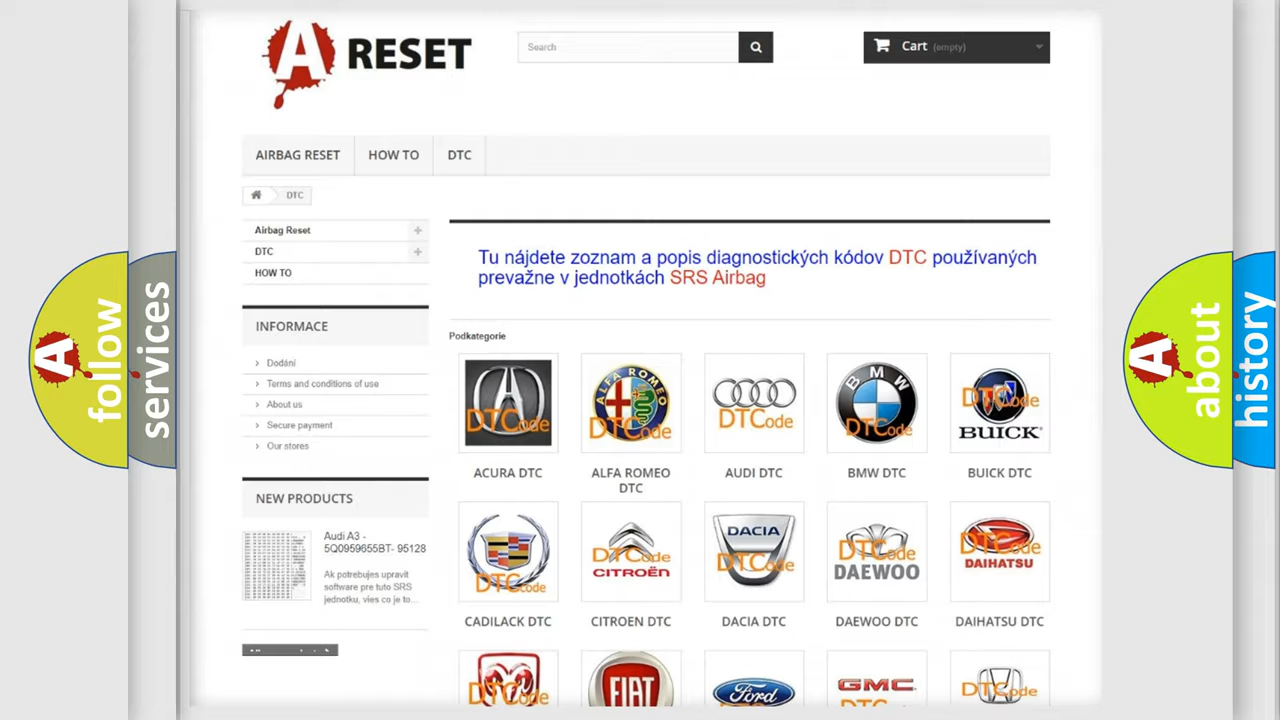 A RESET
Search
Cart (empty)
AIRBAG RESET
HOW TO
DTC
DTC
Airbag Reset
DTC
HOW TO
INFORMACE
Dodání
Terms and conditions of use
About us
Secure payment
Our stores
NEW PRODUCTS
Audi A3 -
5Q0959655BT- 95128
Ak potrebujes upravit
software pre tuto SRS
jednotku, vies co je to...
Tu nájdete zoznam a popis diagnostických kódov DTC používaných
prevažne v jednotkách SRS Airbag
Podkategorie
DTCode
ALFA ROMEO
DTCode
DTCode
BMW
DTCode
DTCode
BUICK
ACURA DTC
ALFA ROMEO
DTC
AUDI DTC
BMW DTC
BUICK DTC
DTCode
DTCode
CITROËN
DACIA
DTCode
DTCode
DAEWOO
DTCode
DAIHATSU
CADILACK DTC
CITROEN DTC
DACIA DTC
DAEWOO DTC
DAIHATSU DTC
DTCode
FIAT
Ford
GMC
DTCode
A follow
services
A about
history